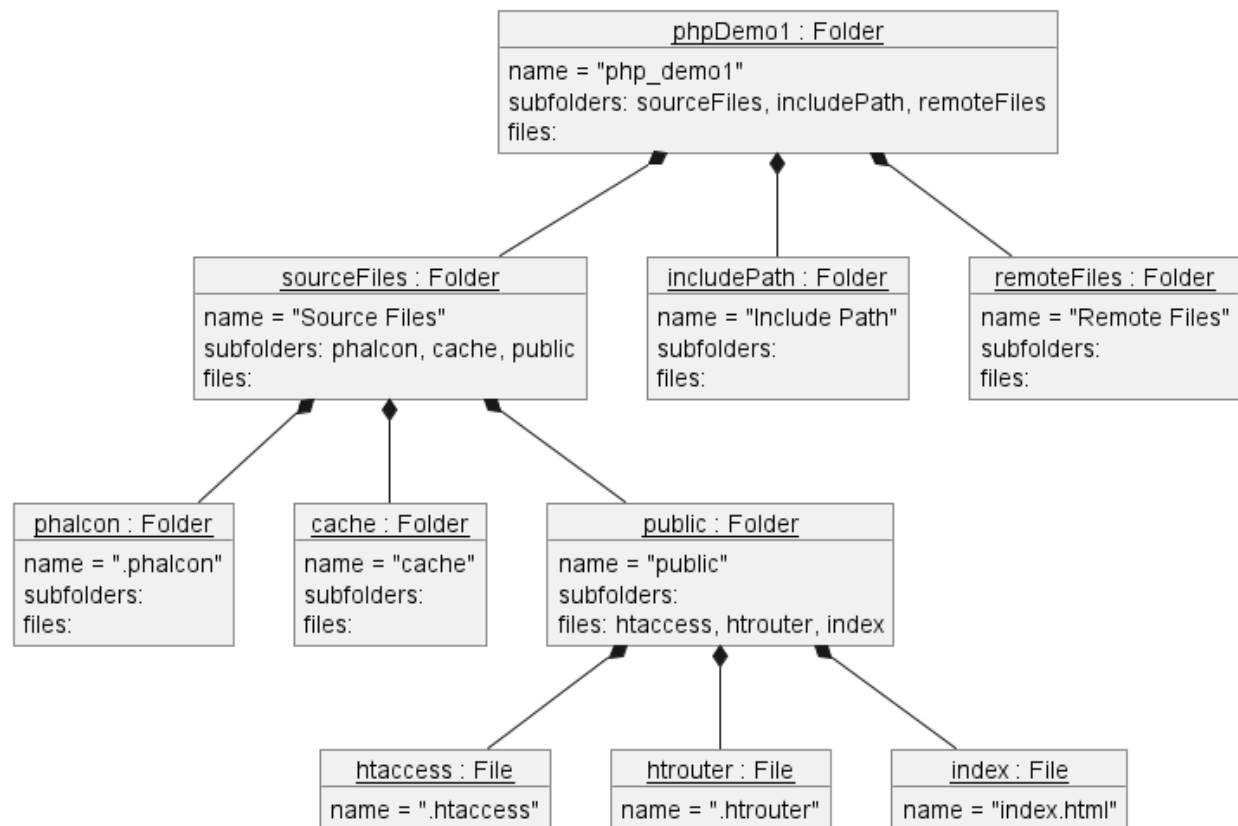 phpDemo1 : Folder
name = "php_demo1"
subfolders: sourceFiles, includePath, remoteFiles
files:
sourceFiles : Folder
name = "Source Files"
subfolders: phalcon, cache, public
files:
includePath : Folder
name = "Include Path"
subfolders:
files:
remoteFiles : Folder
name = "Remote Files"
subfolders:
files:
phalcon : Folder
name = ".phalcon"
subfolders:
files:
cache : Folder
name = "cache"
subfolders:
files:
public : Folder
name = "public"
subfolders:
files: htaccess, htrouter, index
htaccess : File
name = ".htaccess"
htrouter : File
name = ".htrouter"
index : File
name = "index.html"